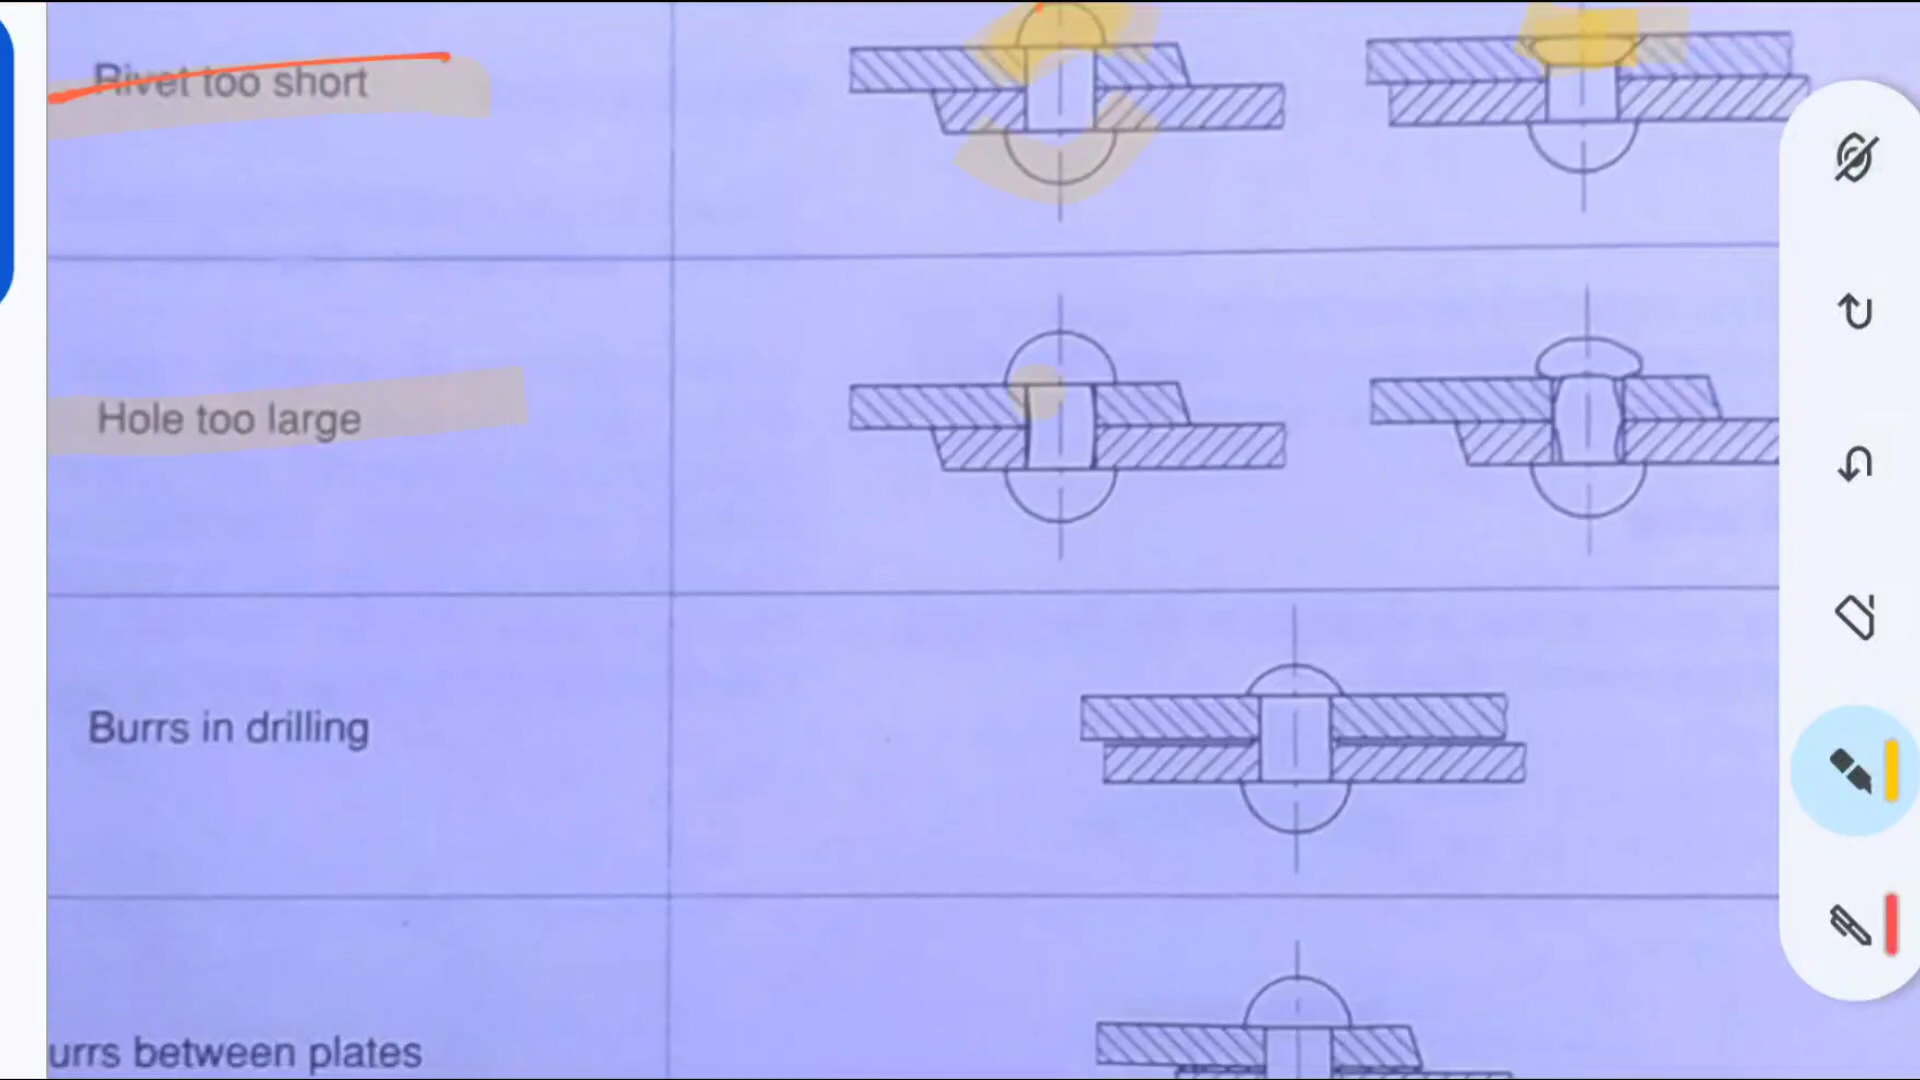 Rivet too short
Hole too large
Burrs in drilling
urrs between plates